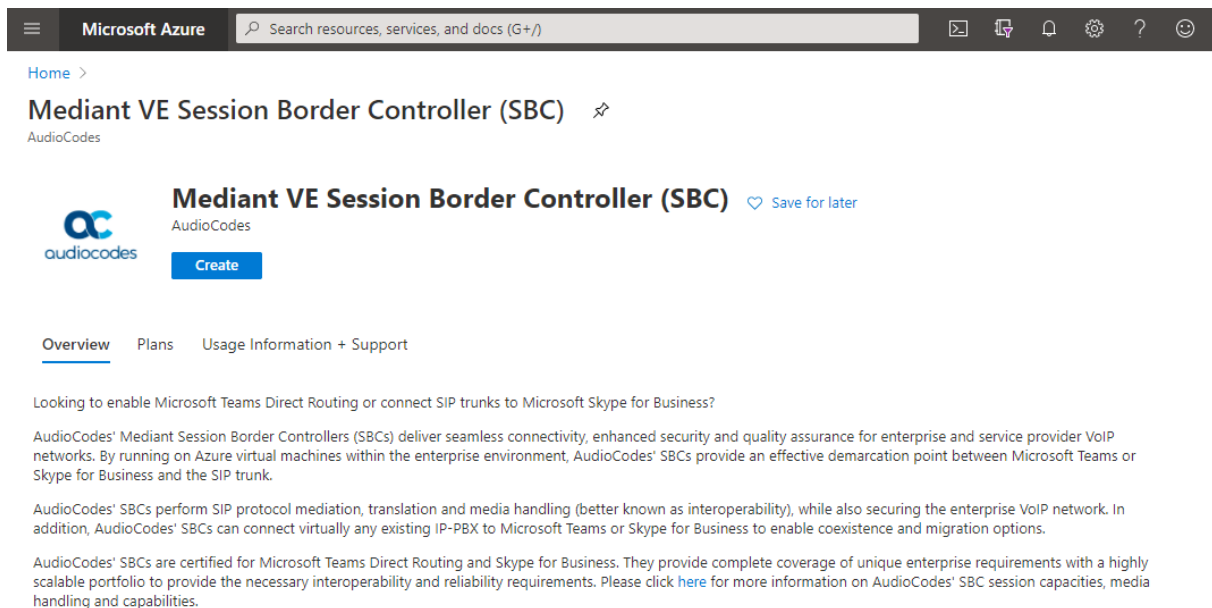 Microsoft Azure
Search resources, services, and docs (G+/)
Home >
Mediant VE Session Border Controller (SBC)
AudioCodes
Mediant VE Session Border Controller (SBC)
Save for later
AudioCodes
audiocodes
Create
Overview Plans Usage Information + Support
Looking to enable Microsoft Teams Direct Routing or connect SIP trunks to Microsoft Skype for Business?
AudioCodes' Mediant Session Border Controllers (SBCs) deliver seamless connectivity, enhanced security and quality assurance for enterprise and service provider VoIP
networks. By running on Azure virtual machines within the enterprise environment, AudioCodes' SBCs provide an effective demarcation point between Microsoft Teams or
Skype for Business and the SIP trunk.
AudioCodes' SBCs perform SIP protocol mediation, translation and media handling (better known as interoperability), while also securing the enterprise VoIP network. In
addition, AudioCodes' SBCs can connect virtually any existing IP-PBX to Microsoft Teams or Skype for Business to enable coexistence and migration options.
AudioCodes' SBCs are certified for Microsoft Teams Direct Routing and Skype for Business. They provide complete coverage of unique enterprise requirements with a highly
scalable portfolio to provide the necessary interoperability and reliability requirements. Please click here for more information on AudioCodes' SBC session capacities, media
handling and capabilities.